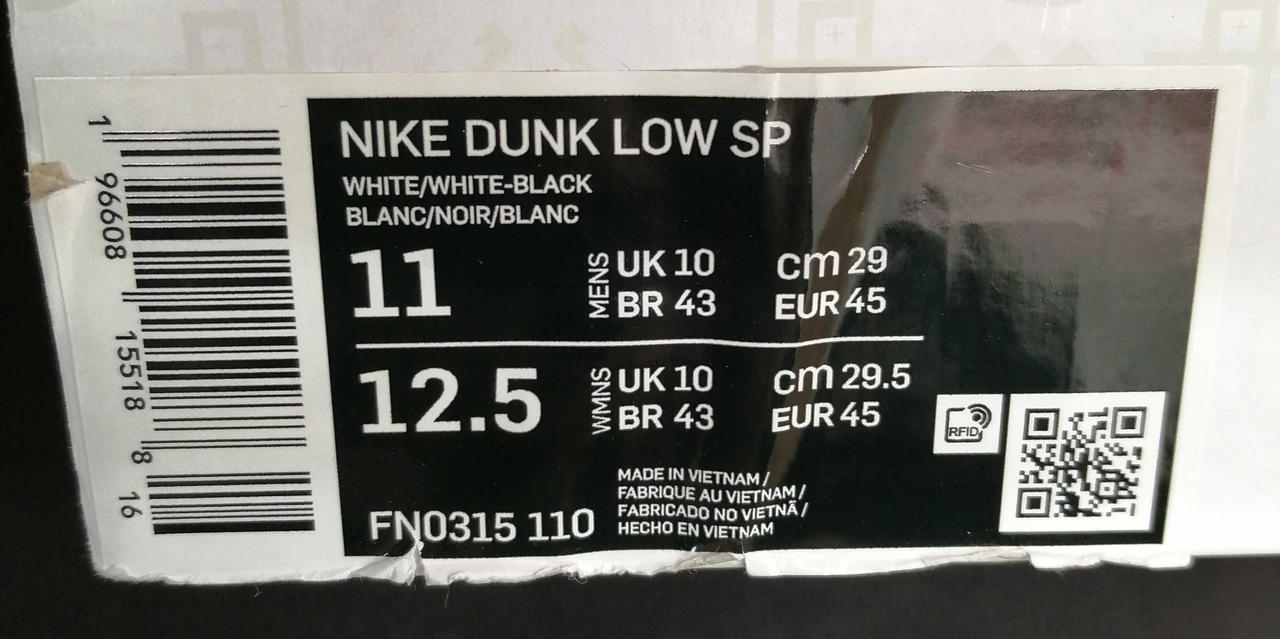 1 96608 15518 8 16
NIKE DUNK LOW SP
WHITE/WHITE-BLACK
BLANC/NOIR/BLANC
11
MENS
UK 10 cm 29
BR 43 EUR 45
12.5
WMNS
UK 10 cm 29.5
BR 43 EUR 45
FN0315 110
MADE IN VIETNAM /
FABRIQUE AU VIETNAM /
FABRICADO NO VIETNÃ /
HECHO EN VIETNAM
RFID